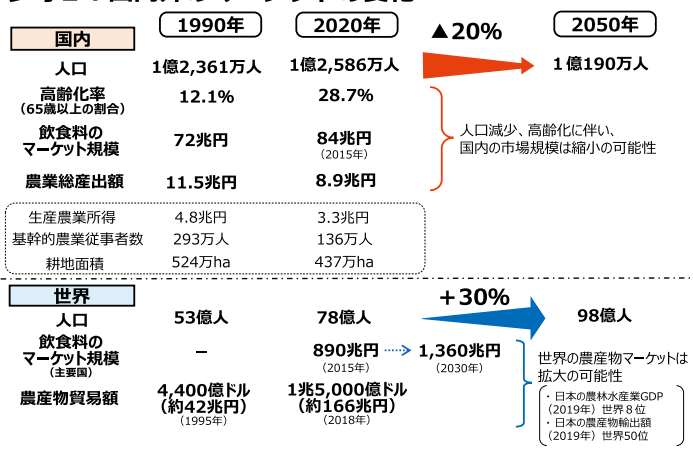 1990年 2020年 2050年
国内
▲20%
人口 1億2,361万人 1億2,586万人 1億190万人
高齢化率 12.1% 28.7%
(65歳以上の割合)
飲食料の
マーケット規模 72兆円 84兆円
(2015年)
農業総産出額 11.5兆円 8.9兆円
人口減少、高齢化に伴い、
国内の市場規模は縮小の可能性
生産農業所得 4.8兆円 3.3兆円
基幹的農業従事者数 293万人 136万人
耕地面積 524万ha 437万ha
世界
+30%
人口 53億人 78億人 98億人
飲食料の
マーケット規模 – 890兆円 1,360兆円
(主要国) (2015年) (2030年)
農産物貿易額 4,400億ドル 1兆5,000億ドル
(約42兆円) (約166兆円)
(1995年) (2018年)
世界の農産物マーケットは
拡大の可能性
・日本の農林水産業GDP
(2019年)世界8位
・日本の農産物輸出額
(2019年)世界50位